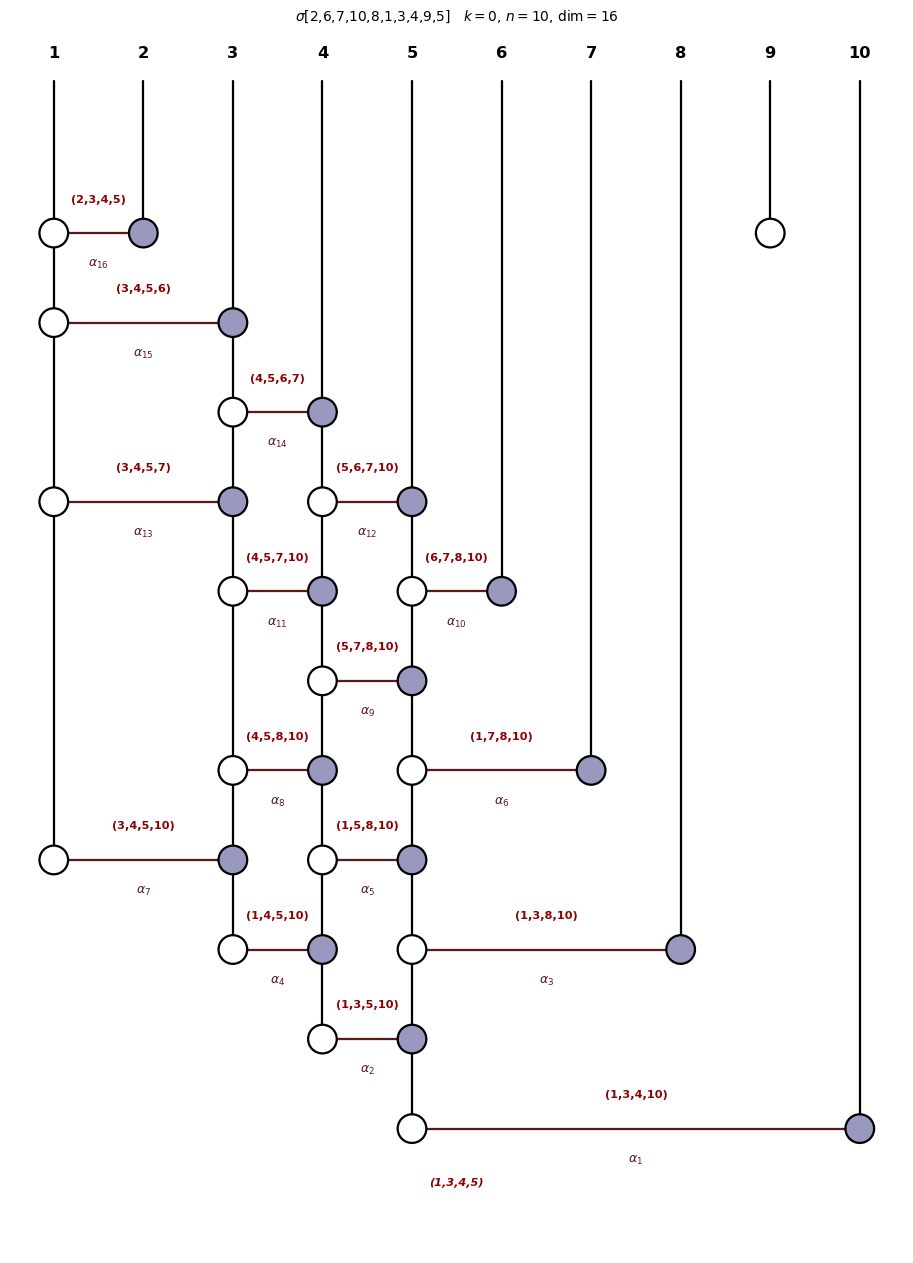 σ[2,6,7,10,8,1,3,4,9,5] k=0, n=10, dim=16
1 2 3 4 5 6 7 8 9 10
(2,3,4,5)
α16
(3,4,5,6)
α15
(4,5,6,7)
α14
(3,4,5,7) (5,6,7,10)
α13 α12
(4,5,7,10) (6,7,8,10)
α11 α10
(5,7,8,10)
α9
(4,5,8,10) (1,7,8,10)
α8 α6
(3,4,5,10) (1,5,8,10)
α7 α5
(1,4,5,10) (1,3,8,10)
α4 α3
(1,3,5,10)
α2
(1,3,4,10)
α1
(1,3,4,5)